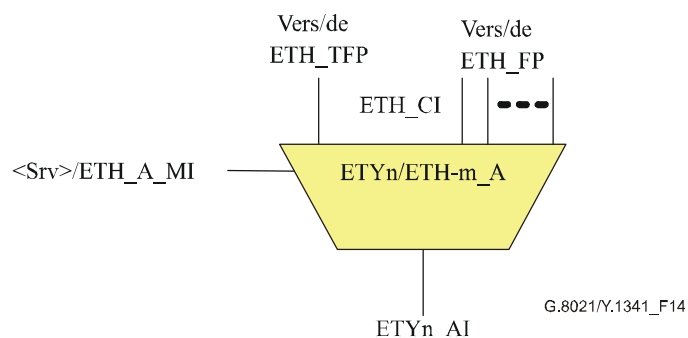 Vers/de
ETH_TFP
Vers/de
ETH_FP
ETH_CI
<Srv>/ETH_A_MI
ETYn/ETH-m_A
ETYn_AI
G.8021/Y.1341_F14